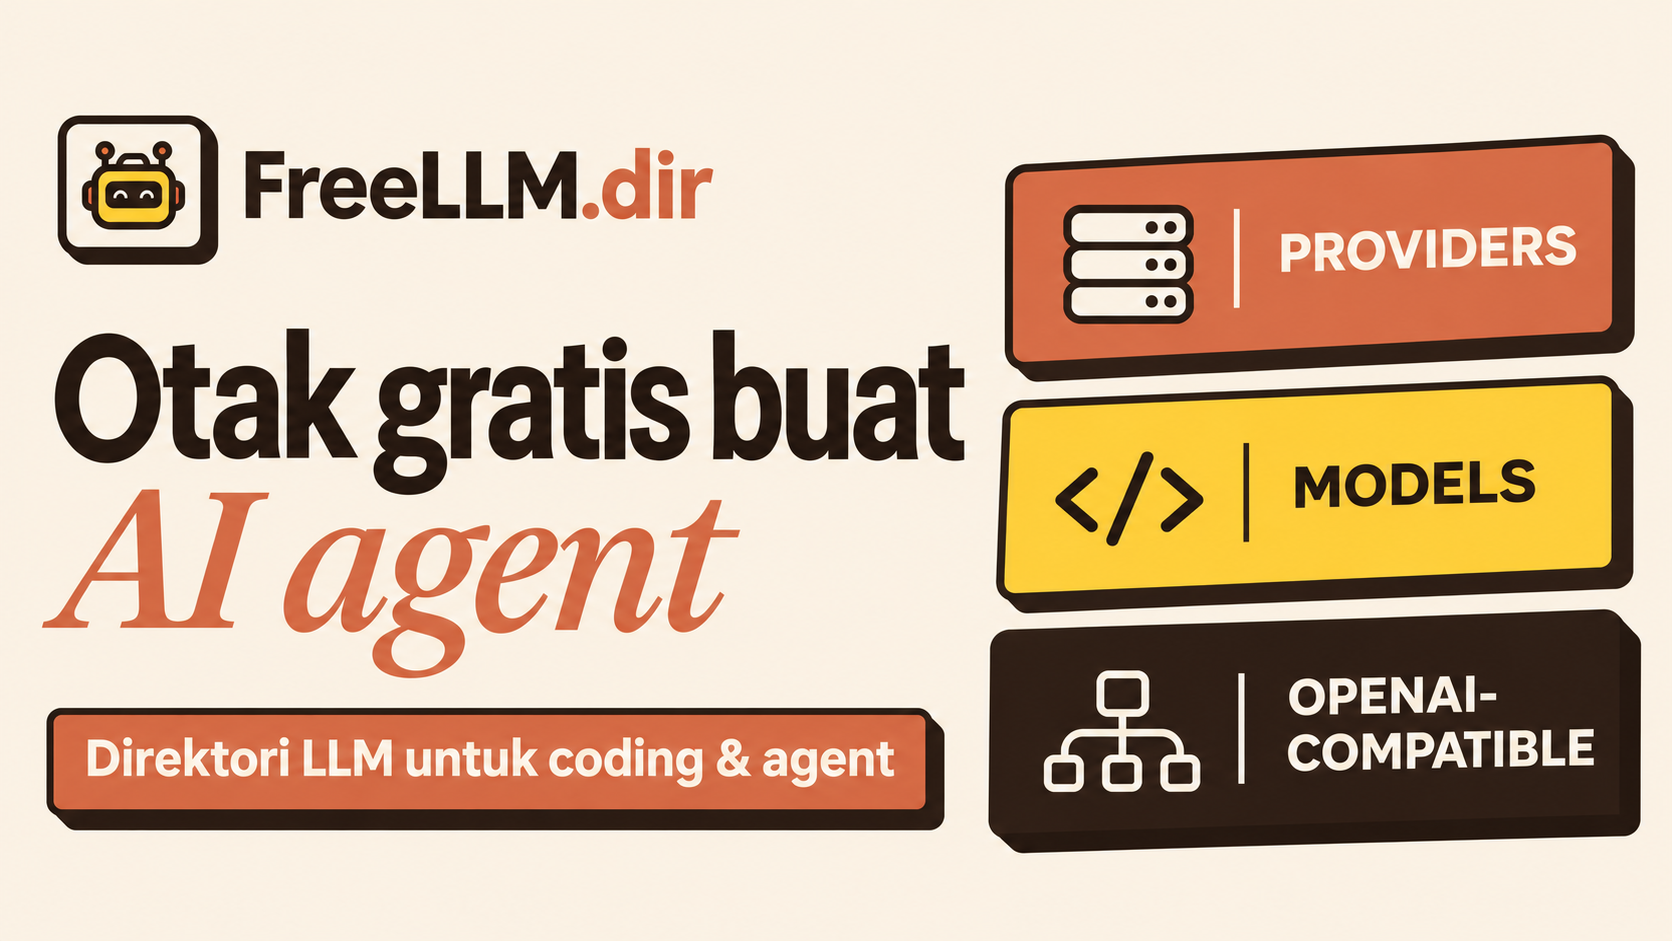 FreeLLM.dir
Otak gratis buat
AI agent
Direktori LLM untuk coding & agent
PROVIDERS
</>
MODELS
OPENAI-
COMPATIBLE